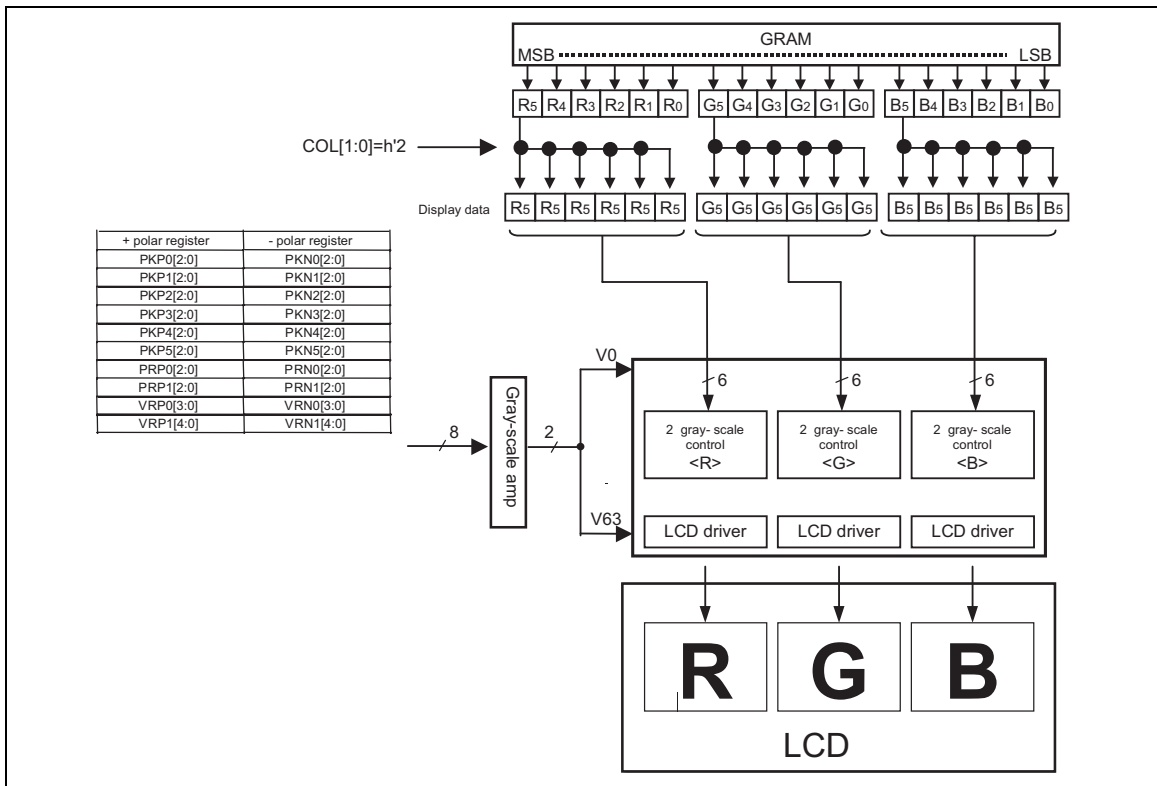 GRAM
MSB LSB
R5 R4 R3 R2 R1 R0 G5 G4 G3 G2 G1 G0 B5 B4 B3 B2 B1 B0
COL[1:0]=h'2
Display data R5 R5 R5 R5 R5 R5 G5 G5 G5 G5 G5 G5 B5 B5 B5 B5 B5 B5
+ polar register - polar register
PKP0[2:0] PKN0[2:0]
PKP1[2:0] PKN1[2:0]
PKP2[2:0] PKN2[2:0]
PKP3[2:0] PKN3[2:0]
PKP4[2:0] PKN4[2:0]
PKP5[2:0] PKN5[2:0]
PRP0[2:0] PRN0[2:0]
PRP1[2:0] PRN1[2:0]
VRP0[3:0] VRN0[3:0]
VRP1[4:0] VRN1[4:0]
8
Gray-scale amp
2
V0
V63
6 6 6
2 gray- scale control <R>
2 gray- scale control <G>
2 gray- scale control <B>
LCD driver LCD driver LCD driver
R G B
LCD